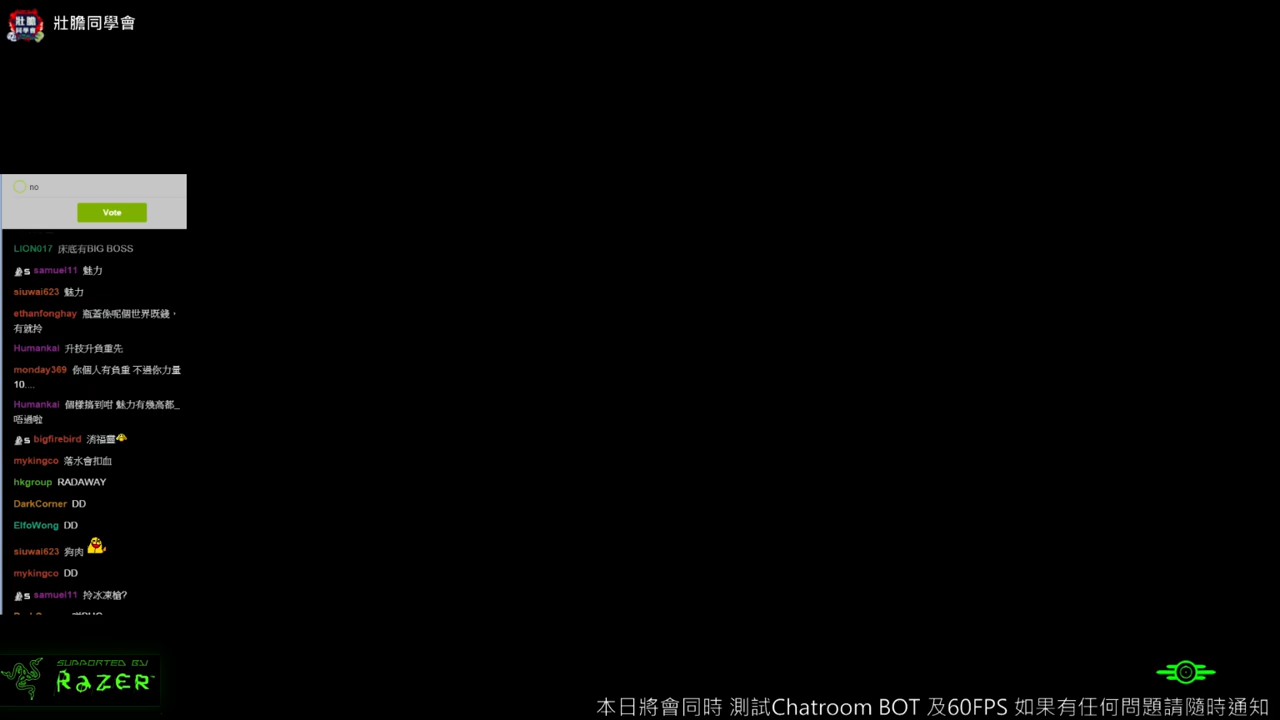 壯膽同學會
no
Vote
LION017 床底有BIG BOSS
samuel11 魅力
siuwai623 魅力
ethanfonghay 瓶蓋係呢個世界既錢，
有就拎
Humankai 升技升負重先
monday369 你個人有負重 不過你力量
10....
Humankai 個樣搞到咁 魅力有幾高都_
唔過啦
bigfirebird 消福靈
mykingco 落水會扣血
hkgroup RADAWAY
DarkCorner DD
ElfoWong DD
siuwai623 狗肉
mykingco DD
samuel11 拎冰凍槍?
SUPPORTED BY
RAZER
本日將會同時 測試Chatroom BOT 及60FPS 如果有任何問題請隨時通知